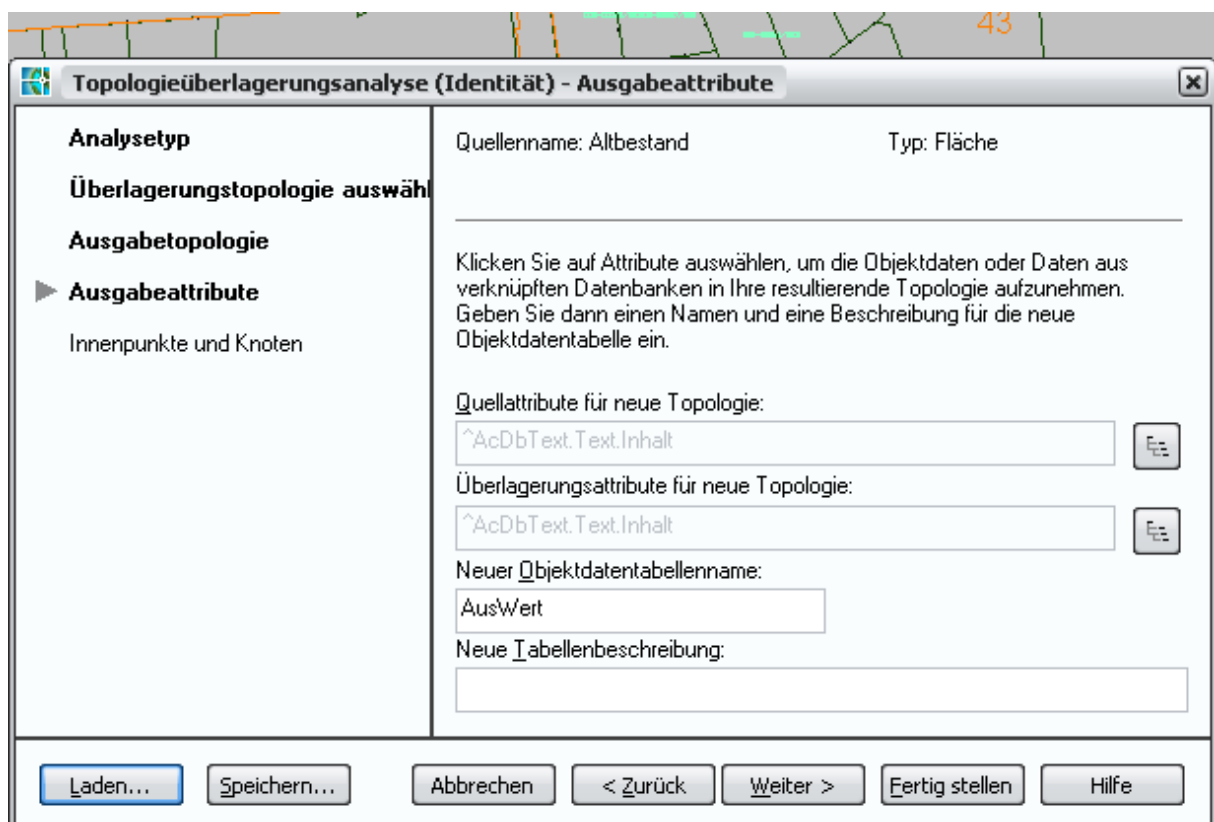 43
Topologieüberlagerungsanalyse (Identität) - Ausgabeattribute
Analysetyp
Überlagerungstopologie auswähl
Ausgabetopologie
Ausgabeattribute
Innenpunkte und Knoten
Quellenname: Altbestand Typ: Fläche
Klicken Sie auf Attribute auswählen, um die Objektdaten oder Daten aus
verknüpften Datenbanken in Ihre resultierende Topologie aufzunehmen.
Geben Sie dann einen Namen und eine Beschreibung für die neue
Objektdatentabelle ein.
Quellattribute für neue Topologie:
^AcDbText.Text.Inhalt
Überlagerungsattribute für neue Topologie:
^AcDbText.Text.Inhalt
Neuer Objektdatentabellenname:
AusWert
Neue Tabellenbeschreibung:
Laden... Speichern... Abbrechen < Zurück Weiter > Fertig stellen Hilfe